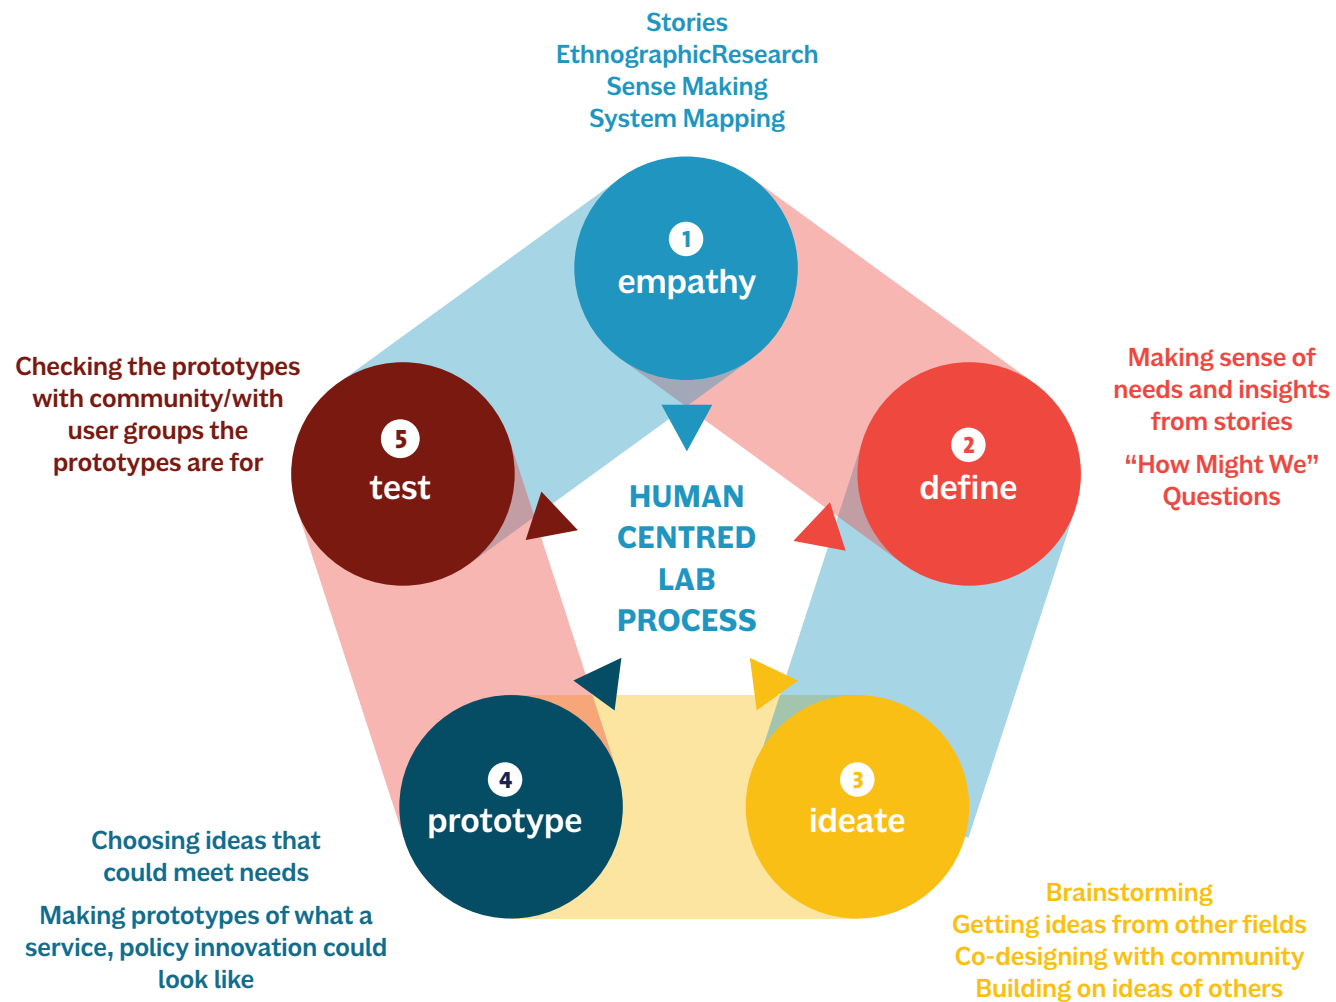 Stories
EthnographicResearch
Sense Making
System Mapping
1
empathy
Making sense of
needs and insights
from stories
“How Might We”
Questions
2
define
3
ideate
Brainstorming
Getting ideas from other fields
Co-designing with community
Building on ideas of others
4
prototype
Choosing ideas that
could meet needs
Making prototypes of what a
service, policy innovation could
look like
5
test
Checking the prototypes
with community/with
user groups the
prototypes are for
HUMAN
CENTRED
LAB
PROCESS